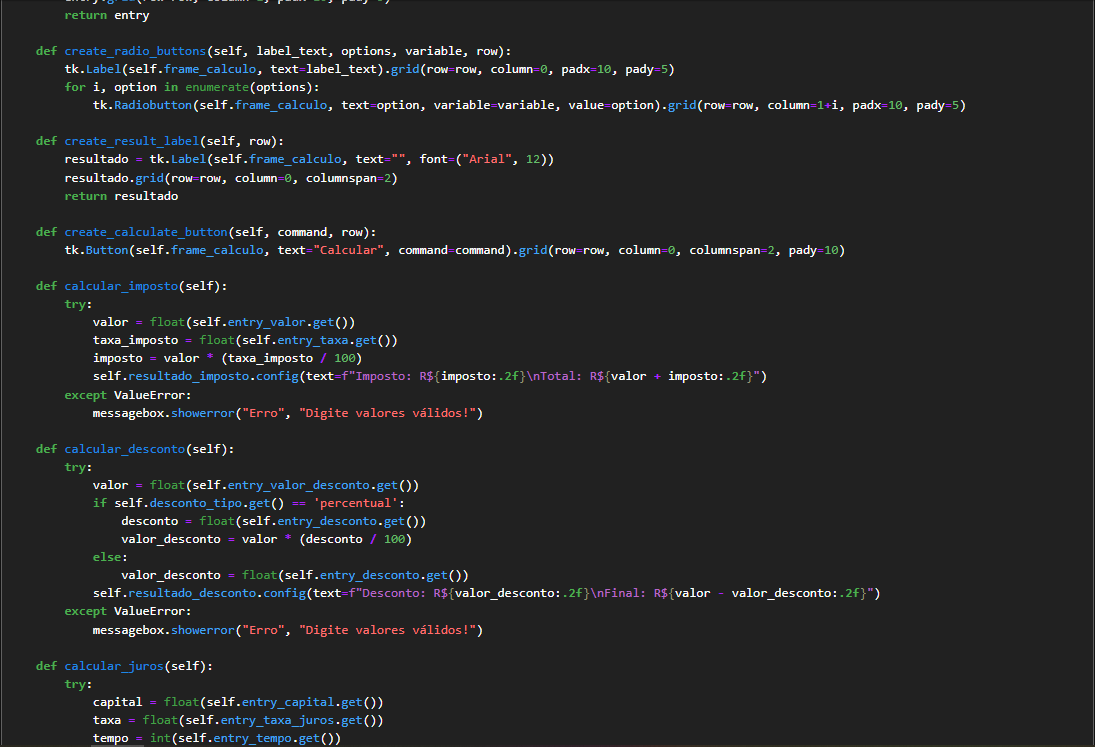 return entry
def create_radio_buttons(self, label_text, options, variable, row):
tk.Label(self.frame_calculo, text=label_text).grid(row=row, column=0, padx=10, pady=5)
for i, option in enumerate(options):
tk.Radiobutton(self.frame_calculo, text=option, variable=variable, value=option).grid(row=row, column=1+i, padx=10, pady=5)
def create_result_label(self, row):
resultado = tk.Label(self.frame_calculo, text="", font=("Arial", 12))
resultado.grid(row=row, column=0, columnspan=2)
return resultado
def create_calculate_button(self, command, row):
tk.Button(self.frame_calculo, text="Calcular", command=command).grid(row=row, column=0, columnspan=2, pady=10)
def calcular_imposto(self):
try:
valor = float(self.entry_valor.get())
taxa_imposto = float(self.entry_taxa.get())
imposto = valor * (taxa_imposto / 100)
self.resultado_imposto.config(text=f"Imposto: R${imposto:.2f}\nTotal: R${valor + imposto:.2f}")
except ValueError:
messagebox.showerror("Erro", "Digite valores válidos!")
def calcular_desconto(self):
try:
valor = float(self.entry_valor_desconto.get())
if self.desconto_tipo.get() == 'percentual':
desconto = float(self.entry_desconto.get())
valor_desconto = valor * (desconto / 100)
else:
valor_desconto = float(self.entry_desconto.get())
self.resultado_desconto.config(text=f"Desconto: R${valor_desconto:.2f}\nFinal: R${valor - valor_desconto:.2f}")
except ValueError:
messagebox.showerror("Erro", "Digite valores válidos!")
def calcular_juros(self):
try:
capital = float(self.entry_capital.get())
taxa = float(self.entry_taxa_juros.get())
tempo = int(self.entry_tempo.get())